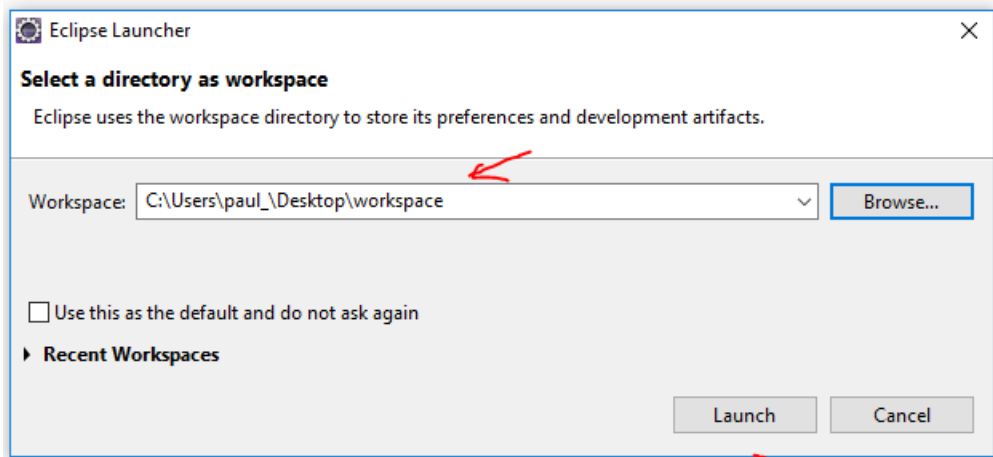 Eclipse Launcher
Select a directory as workspace
Eclipse uses the workspace directory to store its preferences and development artifacts.
Workspace: C:\Users\paul_\Desktop\workspace Browse...
Use this as the default and do not ask again
Recent Workspaces
Launch Cancel